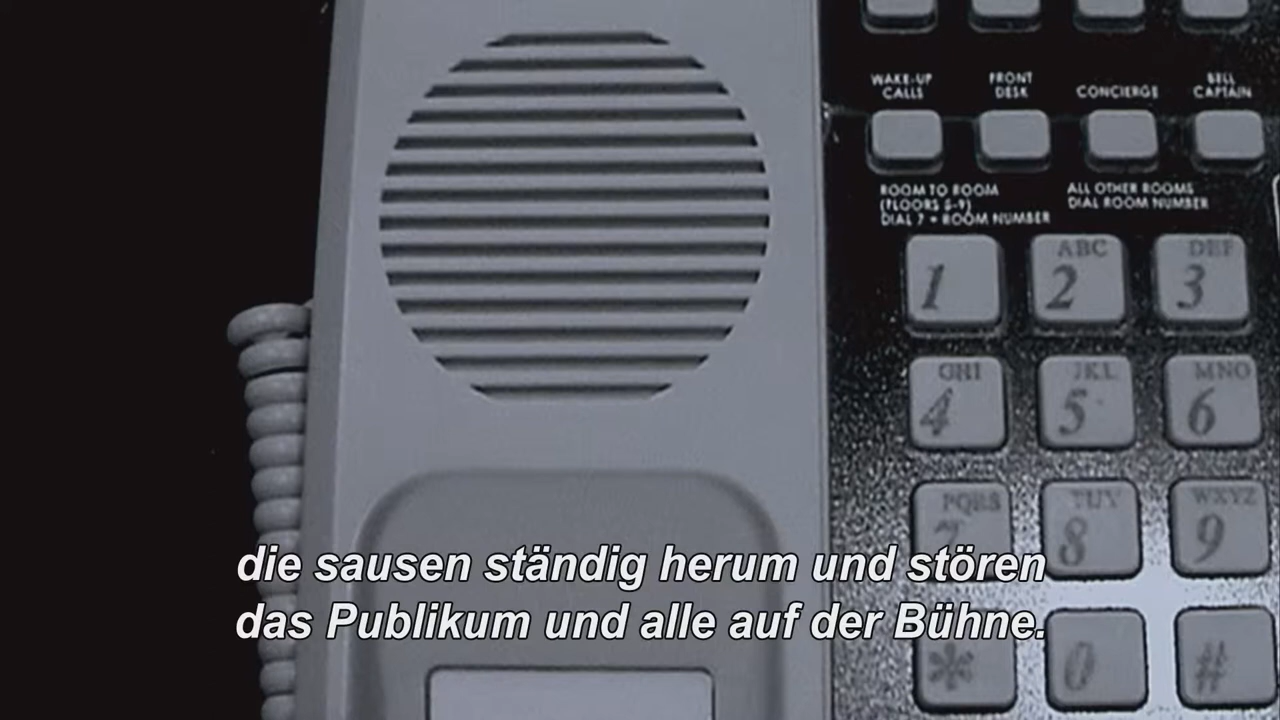 WAKE-UP CALLS
FRONT DESK
CONCIERGE
BELL CAPTAIN
ROOM TO ROOM
(FLOORS 5-9)
DIAL 7 + ROOM NUMBER
ALL OTHER ROOMS
DIAL ROOM NUMBER
1
ABC
2
DEF
3
GHI
4
JKL
5
MNO
6
PQRS
7
TUV
8
WXYZ
9
die sausen ständig herum und stören
das Publikum und alle auf der Bühne.
*
0
#